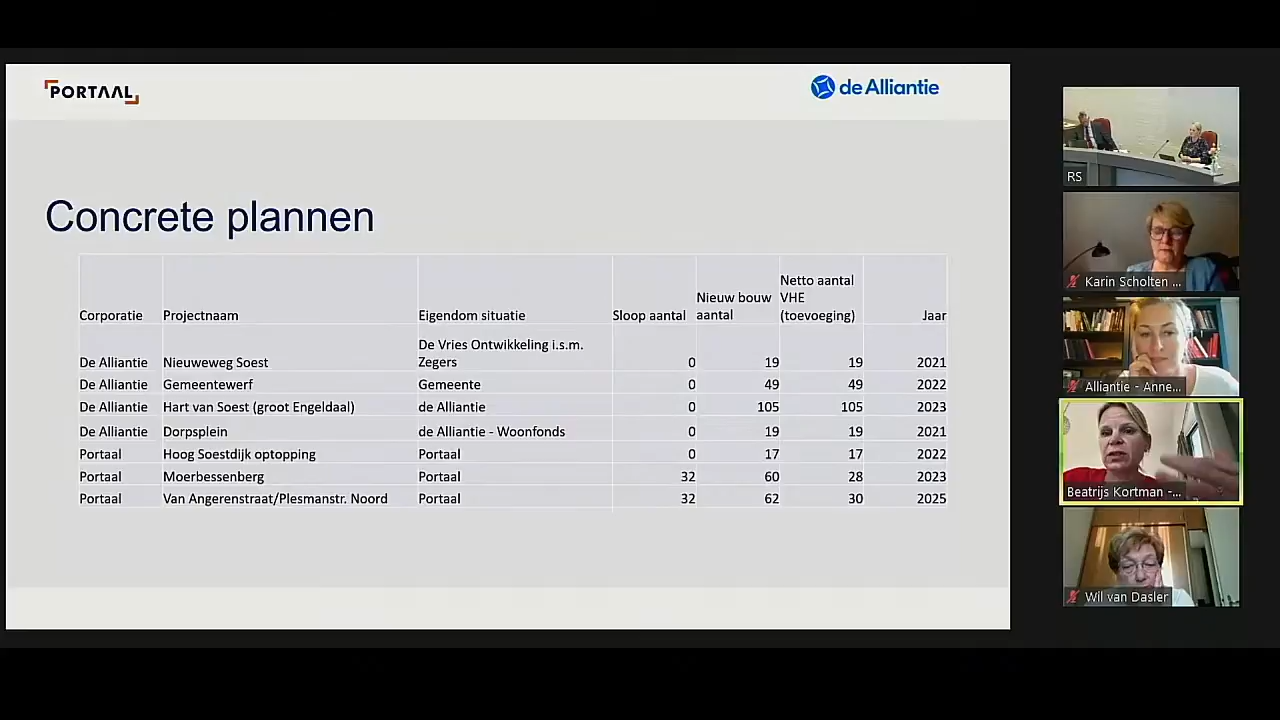 PORTAAL
de Alliantie
Concrete plannen
Corporatie Projectnaam Eigendom situatie Sloop aantal Nieuw bouw aantal Netto aantal VHE (toevoeging) Jaar
De Alliantie Nieuweweg Soest De Vries Ontwikkeling i.s.m. Zegers 0 19 19 2021
De Alliantie Gemeentewerf Gemeente 0 49 49 2022
De Alliantie Hart van Soest (groot Engeldaal) de Alliantie 0 105 105 2023
De Alliantie Dorpsplein de Alliantie - Woonfonds 0 19 19 2021
Portaal Hoog Soestdijk optopping Portaal 0 17 17 2022
Portaal Moerbessenberg Portaal 32 60 28 2023
Portaal Van Angerenstraat/Plesmanstr. Noord Portaal 32 62 30 2025
RS
Karin Scholten ...
Alliantie - Anne...
Beatrijs Kortman -...
Wil van Dasler